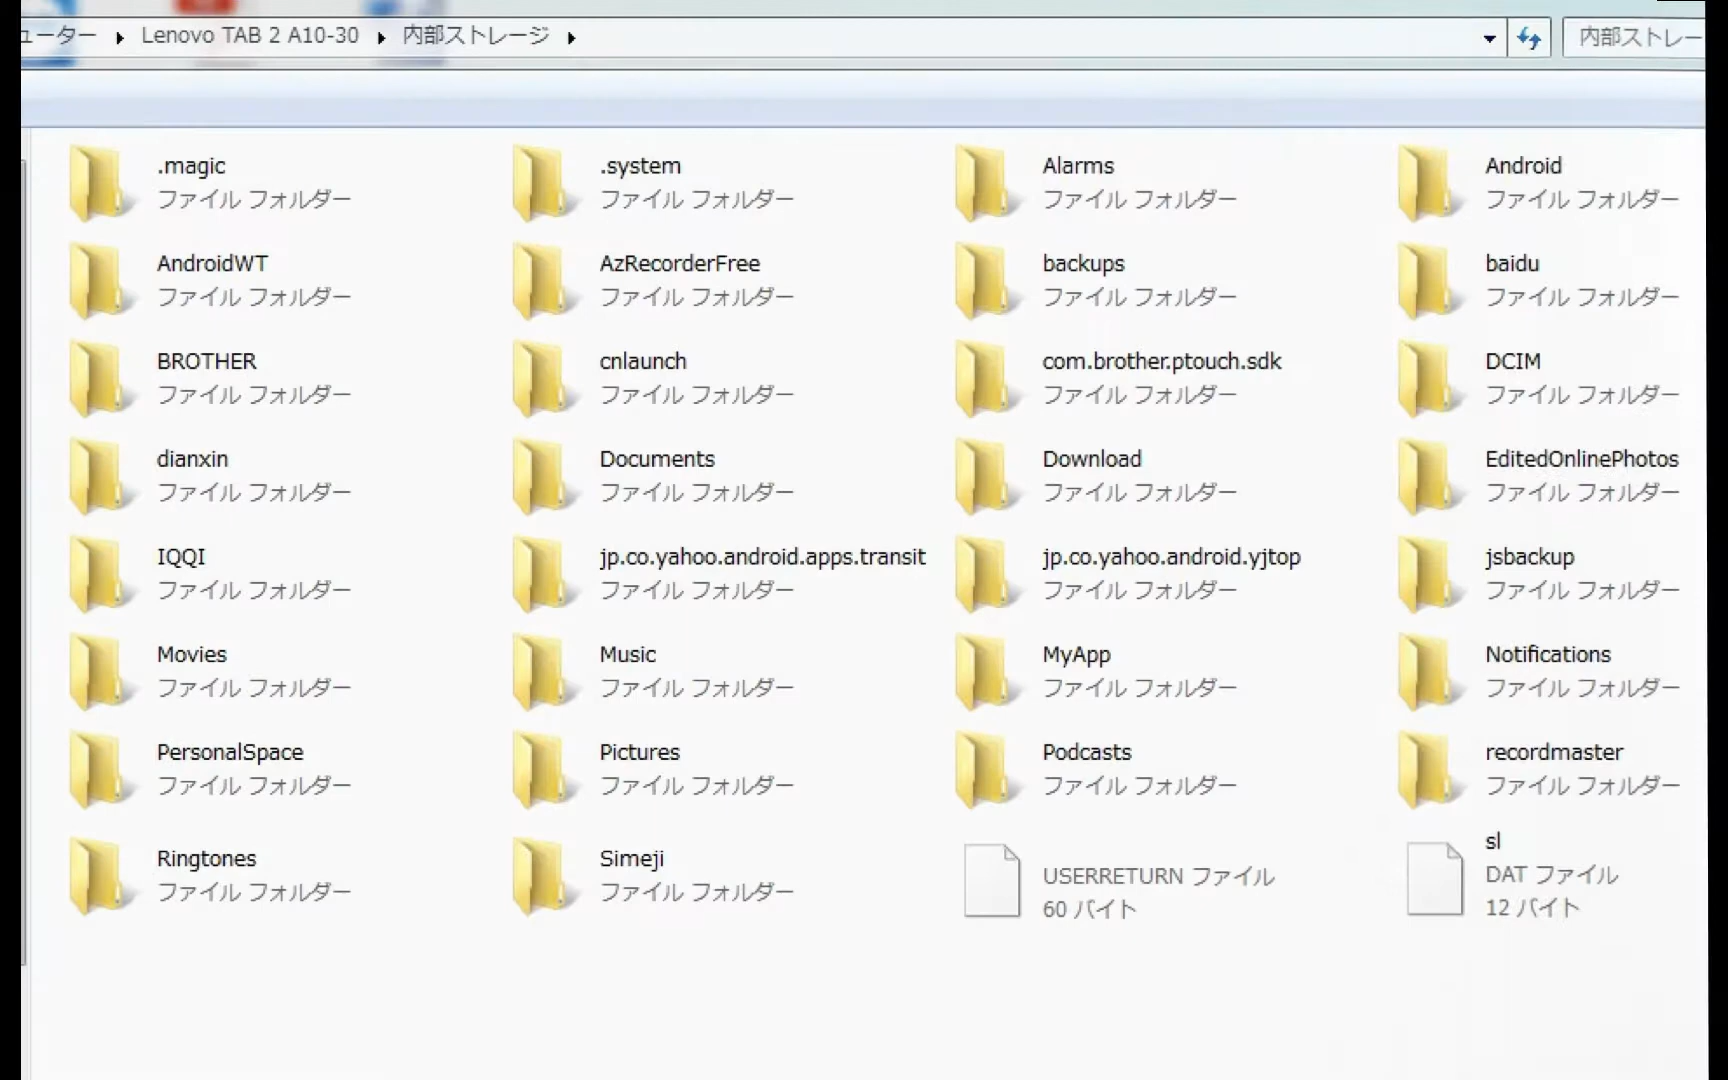 ューター ▸ Lenovo TAB 2 A10-30 ▸ 内部ストレージ ▸
内部ストレー
.magic
ファイル フォルダー
.system
ファイル フォルダー
Alarms
ファイル フォルダー
Android
ファイル フォルダー
AndroidWT
ファイル フォルダー
AzRecorderFree
ファイル フォルダー
backups
ファイル フォルダー
baidu
ファイル フォルダー
BROTHER
ファイル フォルダー
cnlaunch
ファイル フォルダー
com.brother.ptouch.sdk
ファイル フォルダー
DCIM
ファイル フォルダー
dianxin
ファイル フォルダー
Documents
ファイル フォルダー
Download
ファイル フォルダー
EditedOnlinePhotos
ファイル フォルダー
IQQI
ファイル フォルダー
jp.co.yahoo.android.apps.transit
ファイル フォルダー
jp.co.yahoo.android.yjtop
ファイル フォルダー
jsbackup
ファイル フォルダー
Movies
ファイル フォルダー
Music
ファイル フォルダー
MyApp
ファイル フォルダー
Notifications
ファイル フォルダー
PersonalSpace
ファイル フォルダー
Pictures
ファイル フォルダー
Podcasts
ファイル フォルダー
recordmaster
ファイル フォルダー
Ringtones
ファイル フォルダー
Simeji
ファイル フォルダー
USERRETURN ファイル
60 バイト
sl
DAT ファイル
12 バイト